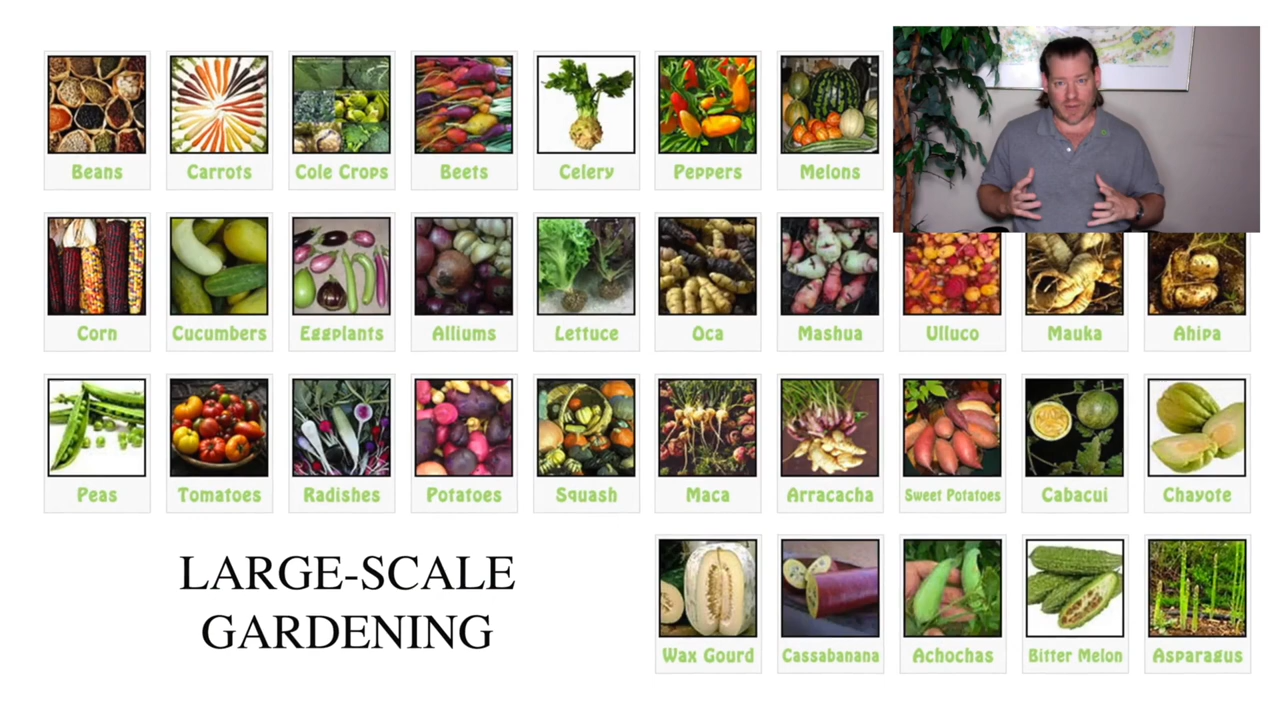 Beans Carrots Cole Crops Beets Celery Peppers Melons
Corn Cucumbers Eggplants Alliums Lettuce Oca Mashua Ulluco Mauka Ahipa
Peas Tomatoes Radishes Potatoes Squash Maca Arracacha Sweet Potatoes Cabacui Chayote
LARGE-SCALE
GARDENING
Wax Gourd Cassabanana Achochas Bitter Melon Asparagus